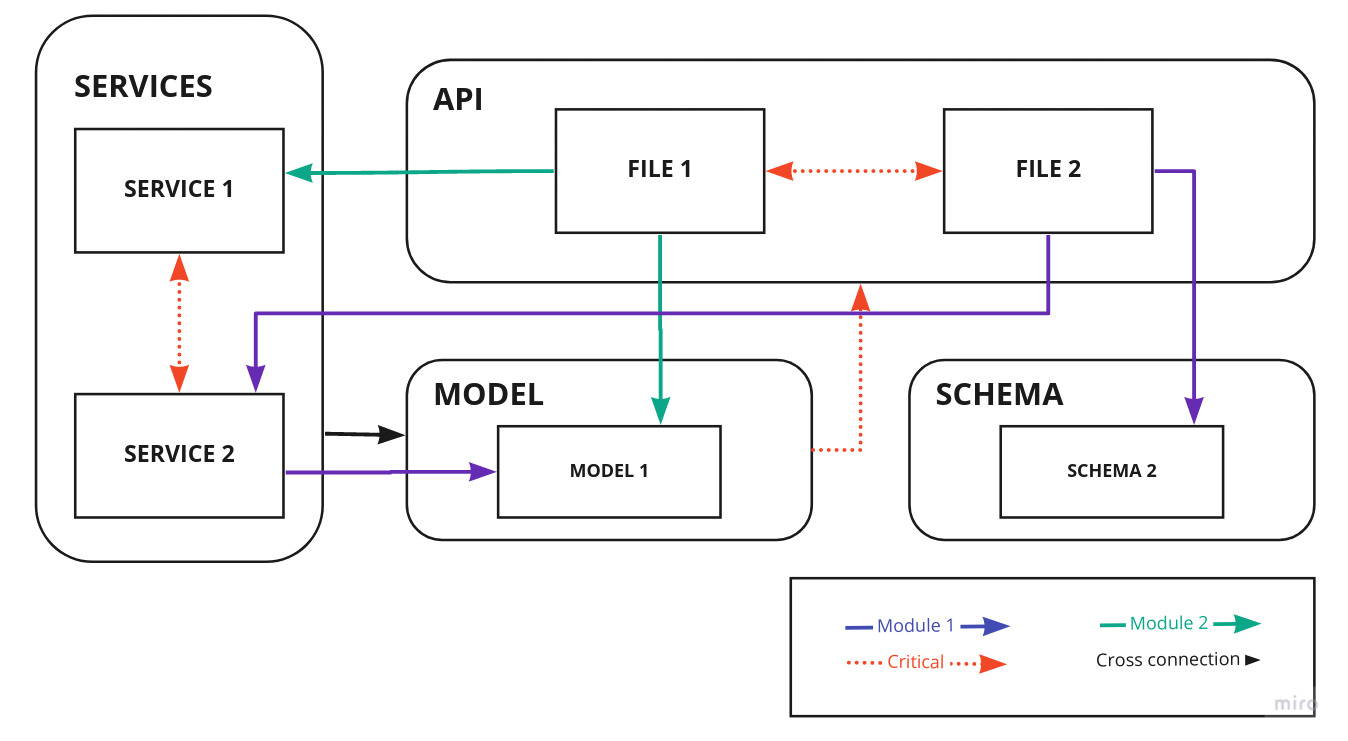 SERVICES
SERVICE 1
SERVICE 2
API
FILE 1
FILE 2
MODEL
MODEL 1
SCHEMA
SCHEMA 2
Module 1
Module 2
Critical
Cross connection
miro